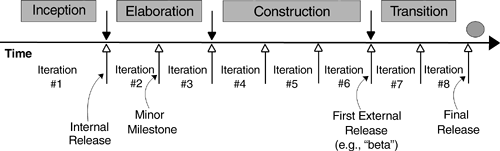 Inception Elaboration Construction Transition
Time
Iteration Iteration Iteration Iteration Iteration Iteration Iteration Iteration
#1 #2 #3 #4 #5 #6 #7 #8
Internal
Release
Minor
Milestone
First External
Release
(e.g., “beta”)
Final
Release